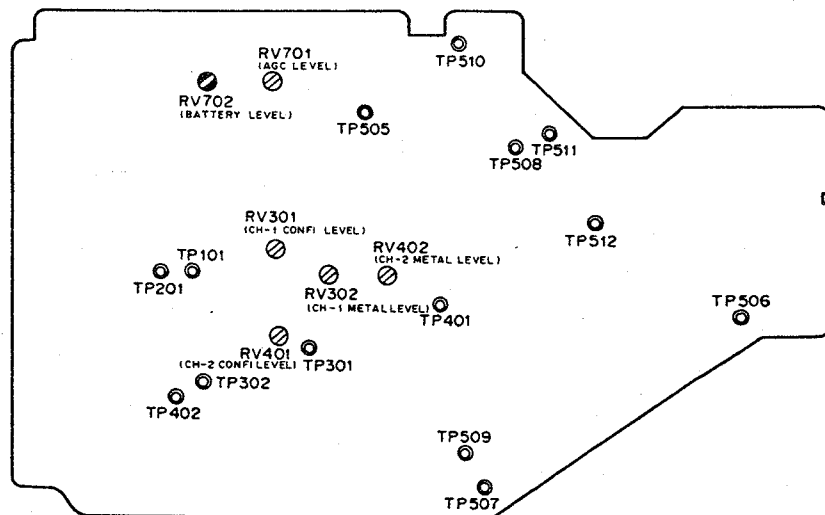 RV701
(AGC LEVEL)
TP510
RV702
(BATTERY LEVEL)
TP505
TP511
TP508
RV301
(CH-1 CONFI LEVEL)
RV402
(CH-2 METAL LEVEL)
TP512
TP101
TP201
RV302
(CH-1 METAL LEVEL)
TP401
TP506
RV401
(CH-2 CONFI LEVEL)
TP301
TP302
TP402
TP509
TP507